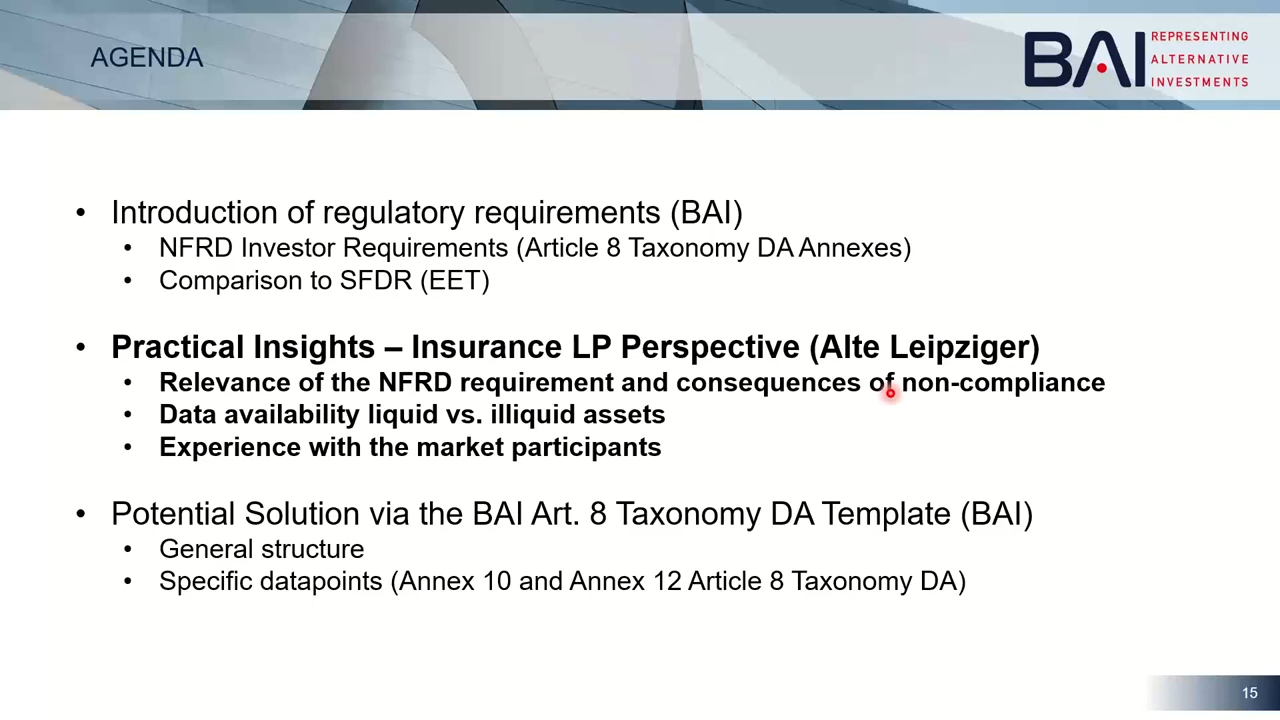 AGENDA
BAI
REPRESENTING
ALTERNATIVE
INVESTMENTS
• Introduction of regulatory requirements (BAI)
• NFRD Investor Requirements (Article 8 Taxonomy DA Annexes)
• Comparison to SFDR (EET)
• Practical Insights – Insurance LP Perspective (Alte Leipziger)
• Relevance of the NFRD requirement and consequences of non-compliance
• Data availability liquid vs. illiquid assets
• Experience with the market participants
• Potential Solution via the BAI Art. 8 Taxonomy DA Template (BAI)
• General structure
• Specific datapoints (Annex 10 and Annex 12 Article 8 Taxonomy DA)
15